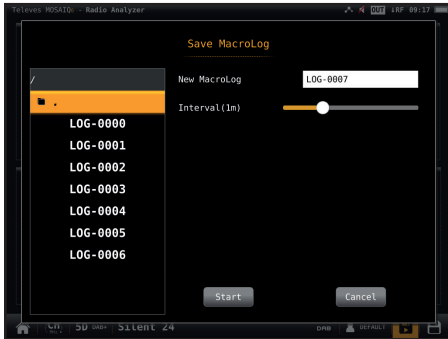 Televes MOSAIQ6 - Radio Analyzer
OUT iRF 09:17
Save MacroLog
/
.
LOG-0000
LOG-0001
LOG-0002
LOG-0003
LOG-0004
LOG-0005
LOG-0006
New MacroLog
LOG-0007
Interval(1m)
Start
Cancel
CH
5D DAB+ Silent 24
DAB
DEFAULT